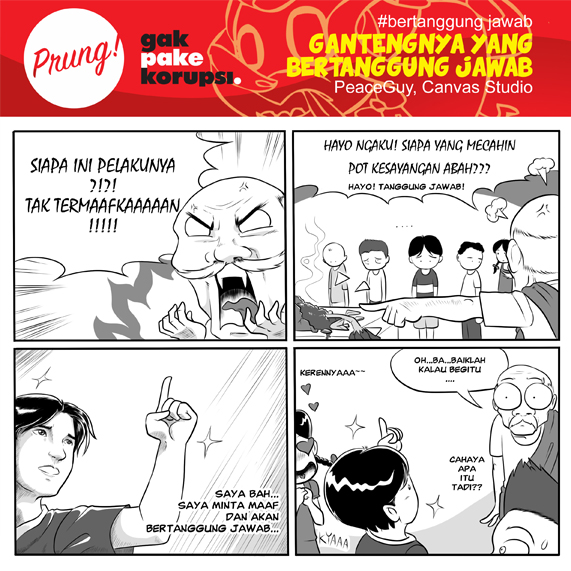 Prung!
gak
pake
korupsi.
#bertanggung jawab
GANTENGNYA YANG
BERTANGGUNG JAWAB
PeaceGuy, Canvas Studio
SIAPA INI PELAKUNYA
?!?!
TAK TERMAAFKAAAAAN
!!!!!
HAYO NGAKU! SIAPA YANG MECAHIN
POT KESAYANGAN ABAH???
HAYO! TANGGUNG JAWAB!
....
SAYA BAH...
SAYA MINTA MAAF
DAN AKAN
BERTANGGUNG JAWAB...
KERENNYAAA~~
OH...BA...BAIKLAH
KALAU BEGITU
....
CAHAYA
APA
ITU
TADI??
KYAAA